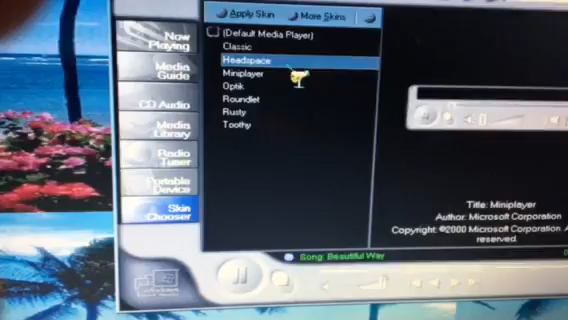 Apply Skin
More Skins
Now
Playing
Media
Guide
CD Audio
Media
Library
Radio
Tuner
Portable
Device
Skin
Chooser
(Default Media Player)
Classic
Headspace
Miniplayer
Optik
Roundlet
Rusty
Toothy
Title: Miniplayer
Author: Microsoft Corporation
Copyright: ©2000 Microsoft Corporation. A
reserved.
Song: Beautiful Way